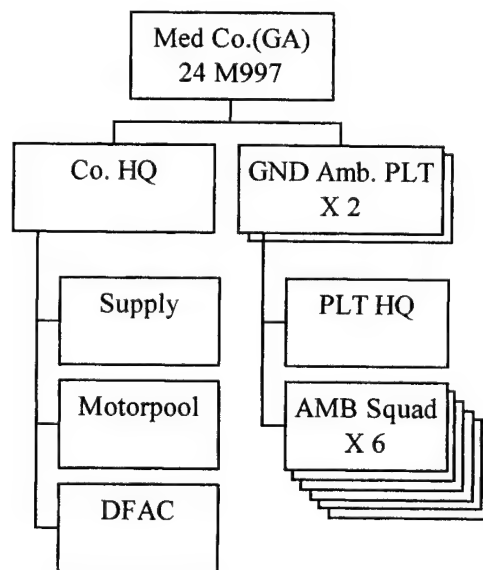 Med Co.(GA)
24 M997
Co. HQ
GND Amb. PLT
X 2
Supply
PLT HQ
Motorpool
AMB Squad
X 6
DFAC